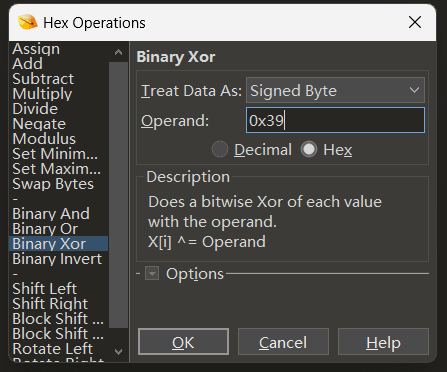 Hex Operations
Assign
Add
Subtract
Multiply
Divide
Negate
Modulus
Set Minim...
Set Maxim...
Swap Bytes
-
Binary And
Binary Or
Binary Xor
Binary Invert
-
Shift Left
Shift Right
Block Shift ...
Block Shift ...
Rotate Left
Rotate Right
Binary Xor
Treat Data As: Signed Byte
Operand: 0x39
Decimal Hex
Description
Does a bitwise Xor of each value
with the operand.
X[i] ^= Operand
Options
OK Cancel Help